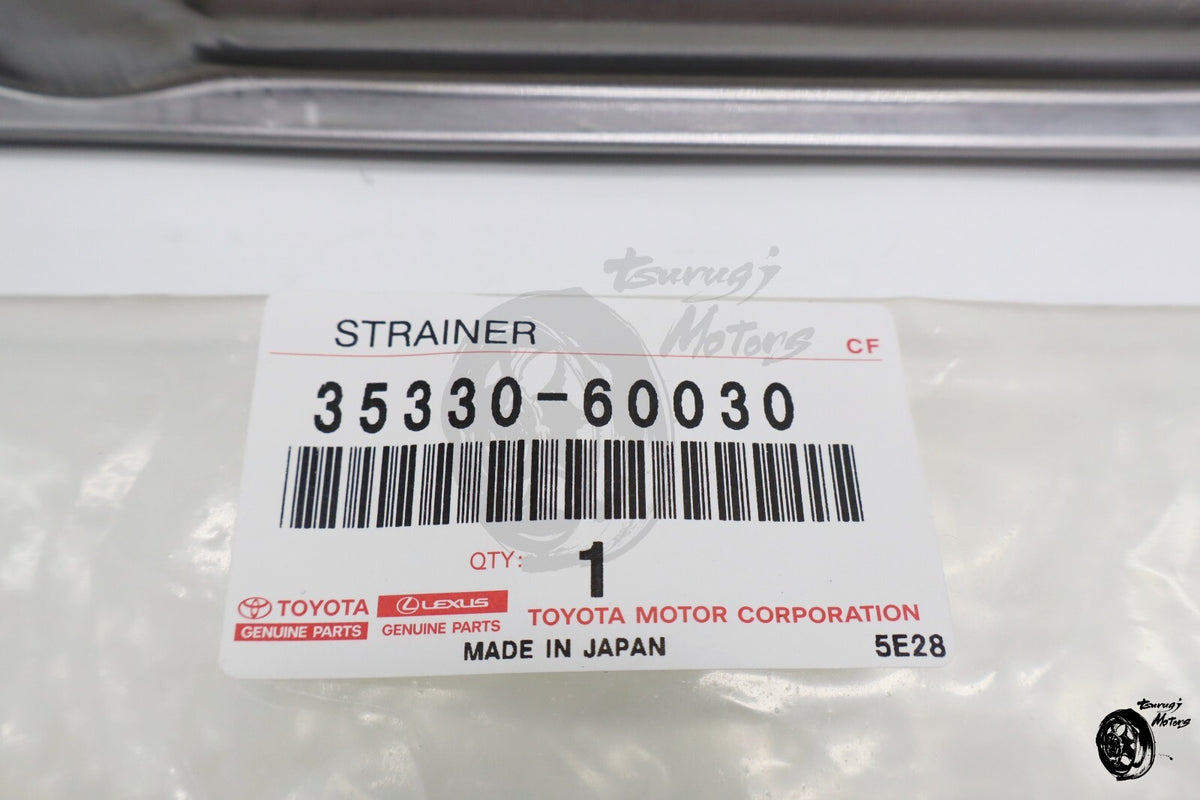 tsurugi
Motors
STRAINER
CF
35330-60030
QTY: 1
TOYOTA
GENUINE PARTS
LEXUS
GENUINE PARTS
TOYOTA MOTOR CORPORATION
MADE IN JAPAN
5E28
tsurugi
Motors